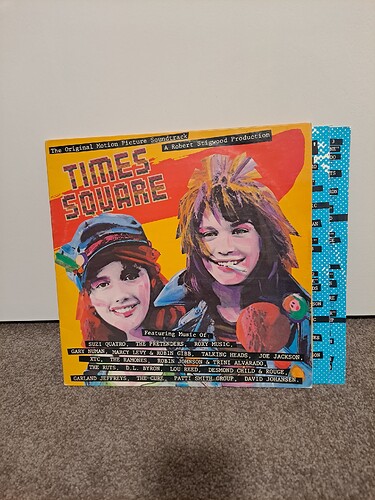 The Original Motion Picture Soundtrack
A Robert Stigwood Production
TIMES
SQUARE
Featuring Music Of:
SUZI QUATRO, THE PRETENDERS, ROXY MUSIC,
GARY NUMAN, MARCY LEVY & ROBIN GIBB, TALKING HEADS, JOE JACKSON,
XTC, THE RAMONES, ROBIN JOHNSON & TRINI ALVARADO,
THE RUTS, D.L. BYRON, LOU REED, DESMOND CHILD & ROUGE,
GARLAND JEFFREYS, THE CURE, PATTI SMITH GROUP, DAVID JOHANSEN.